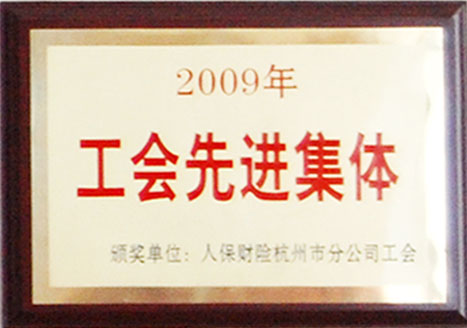 2009年
工会先进集体
颁奖单位：人保财险杭州市分公司工会